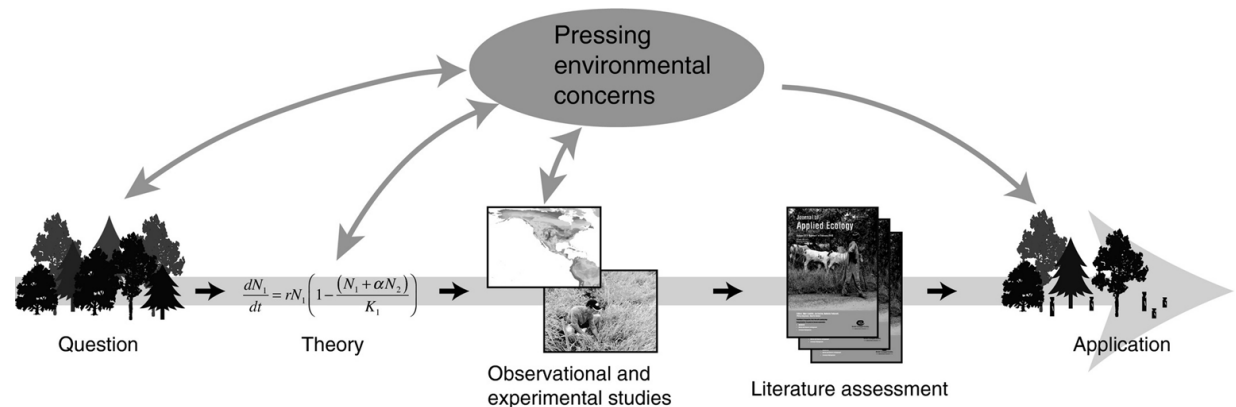 Pressing
environmental
concerns
Journal of
Applied Ecology
dN₁/dt = rN₁(1−(N₁+αN₂)/K₁)
Question
Theory
Observational and
experimental studies
Literature assessment
Application